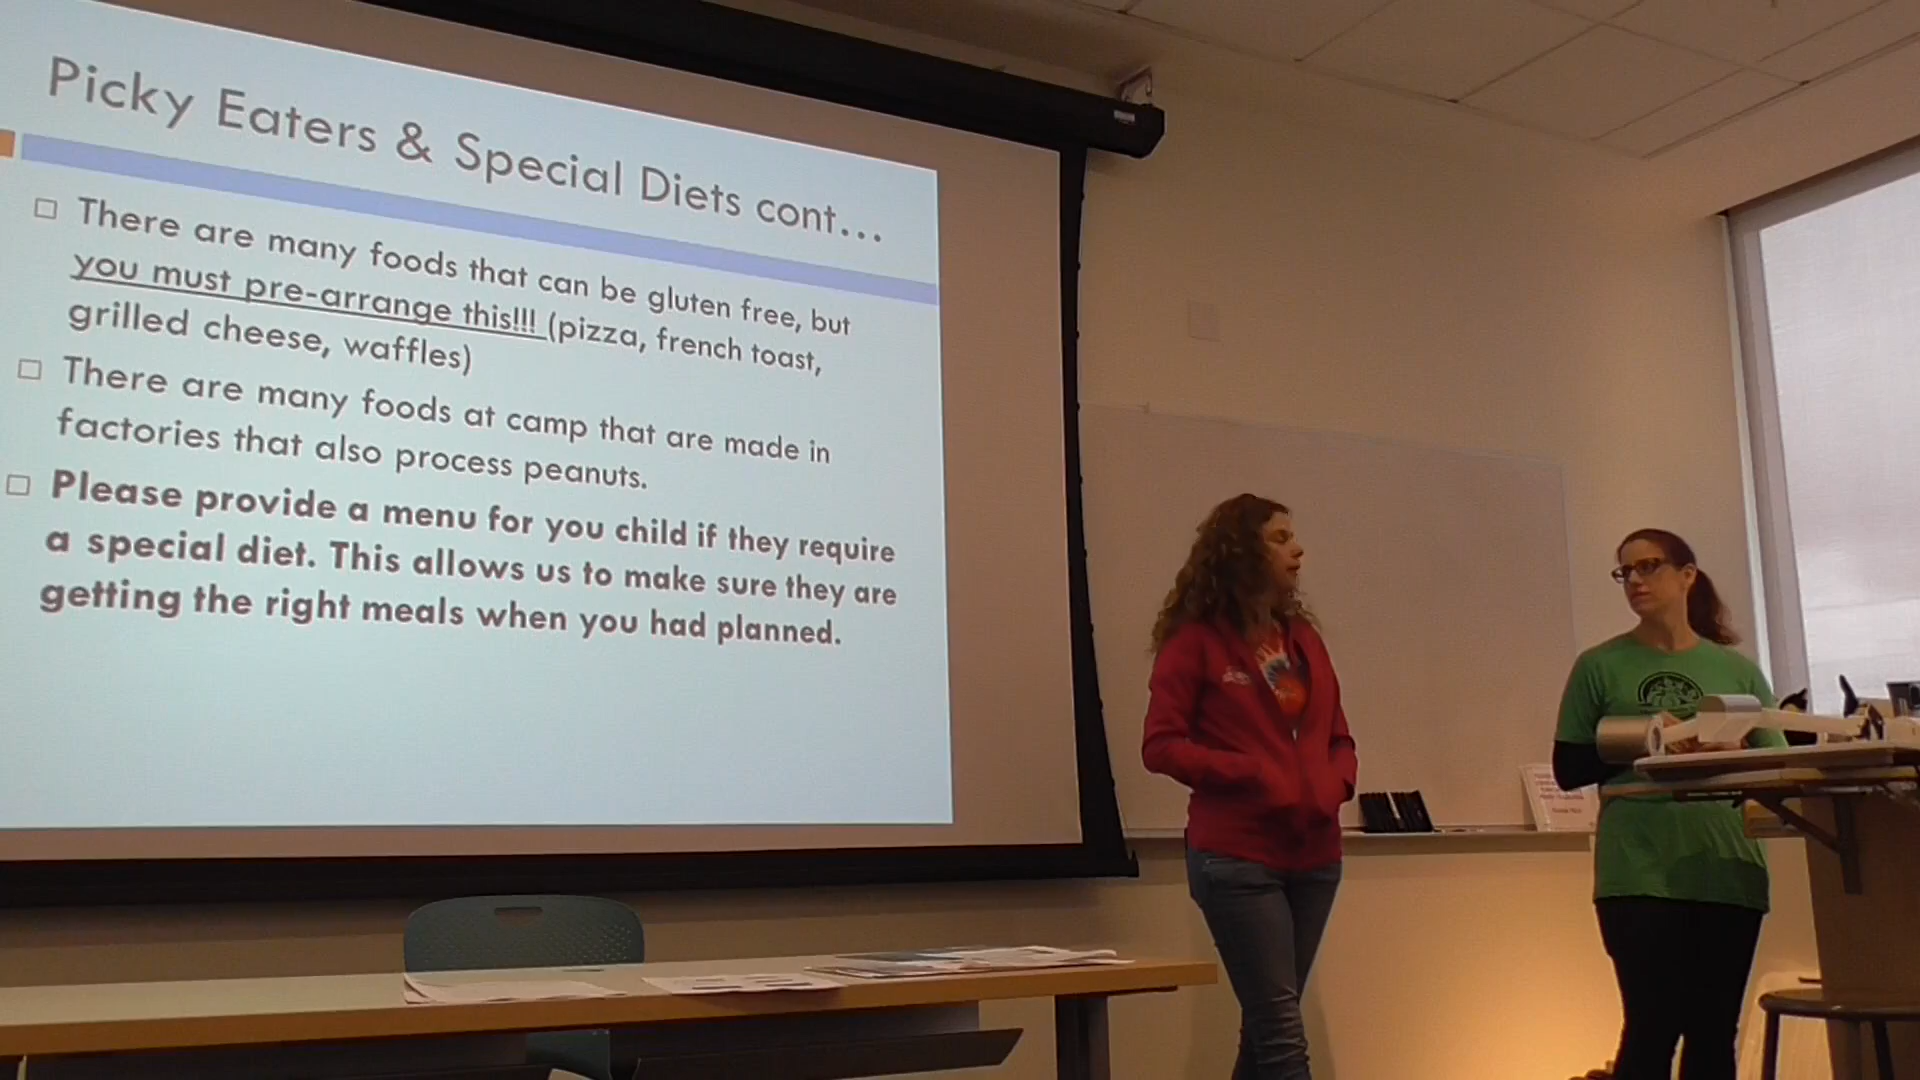 Picky Eaters & Special Diets cont...
There are many foods that can be gluten free, but
you must pre-arrange this!!! (pizza, french toast,
grilled cheese, waffles)
There are many foods at camp that are made in
factories that also process peanuts.
Please provide a menu for you child if they require
a special diet. This allows us to make sure they are
getting the right meals when you had planned.